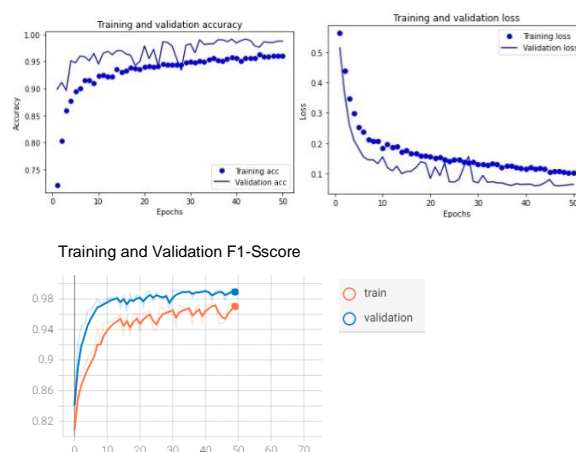 Training and validation accuracy
1.00
0.95
0.90
0.85
0.80
0.75
Accuracy
Training acc
Validation acc
0 10 20 30 40 50
Epochs
Training and validation loss
0.5
0.4
0.3
0.2
0.1
Loss
Training loss
Validation loss
0 10 20 30 40 50
Epochs
Training and Validation F1-Sscore
0.98
0.94
0.9
0.86
0.82
0 10 20 30 40 50 60 70
train
validation